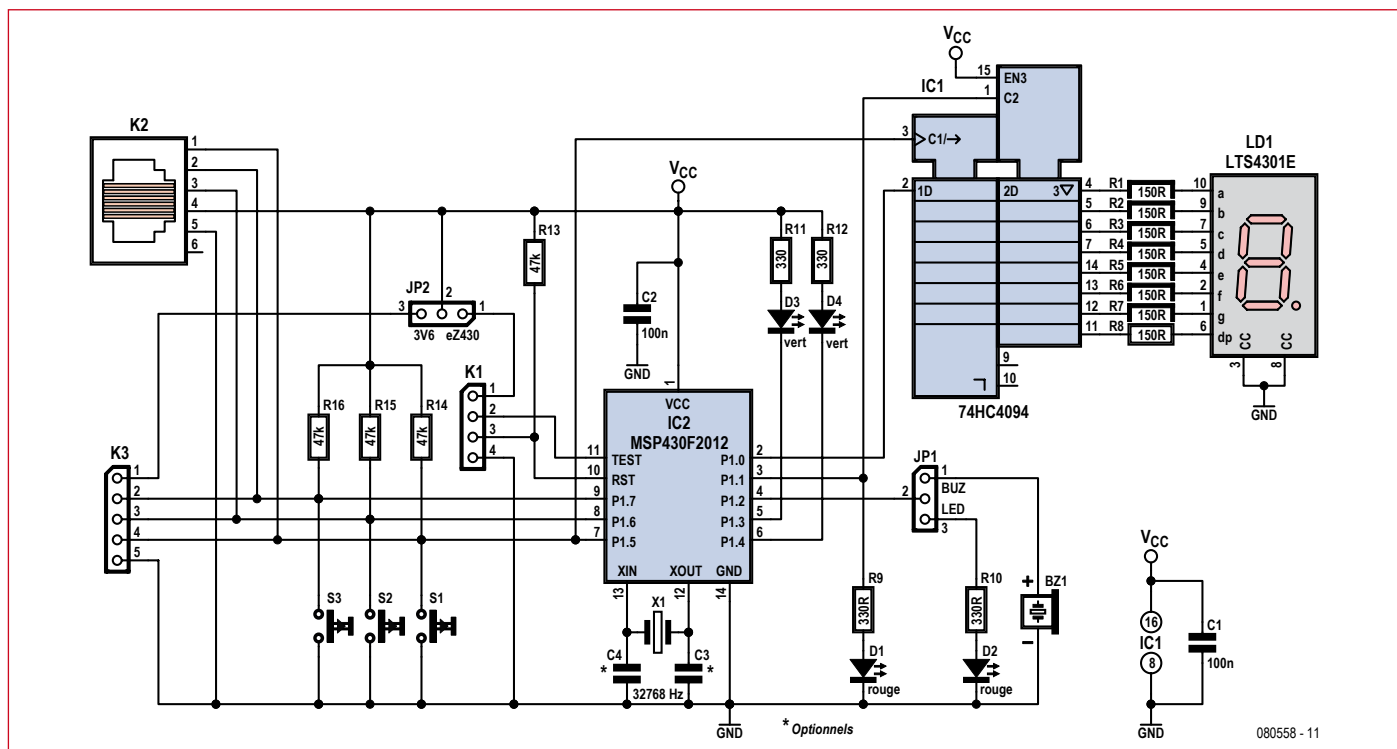 VCC
15
EN3
IC1
1
C2
K2
3
C1/→
LD1
LTS4301E
1
2
3
4
5
6
VCC
2
1D
2D
3▽
4
R1
150R
10
a
5
R2
150R
9
b
6
R3
150R
7
c
7
R4
150R
5
d
14
R5
150R
4
e
13
R6
150R
2
f
12
R7
150R
1
g
11
R8
150R
6
dp
CC
CC
3
8
GND
9
10
74HC4094
R13
47k
R11
330
R12
330
D3
vert
D4
vert
C2
100n
GND
JP2
3
2
1
3V6
eZ430
K1
1
2
3
4
R16
47k
R15
47k
R14
47k
K3
1
2
3
4
5
1
VCC
IC2
MSP430F2012
11
TEST
P1.0
2
10
RST
P1.1
3
9
P1.7
P1.2
4
8
P1.6
P1.3
5
7
P1.5
P1.4
6
XIN
XOUT
GND
13
12
14
X1
C4
*
C3
*
32768 Hz
S3
S2
S1
JP1
1
BUZ
2
LED
3
R9
330R
R10
330R
BZ1
+
–
D1
rouge
D2
rouge
GND
* Optionnels
VCC
16
IC1
8
C1
100n
GND
080558 - 11